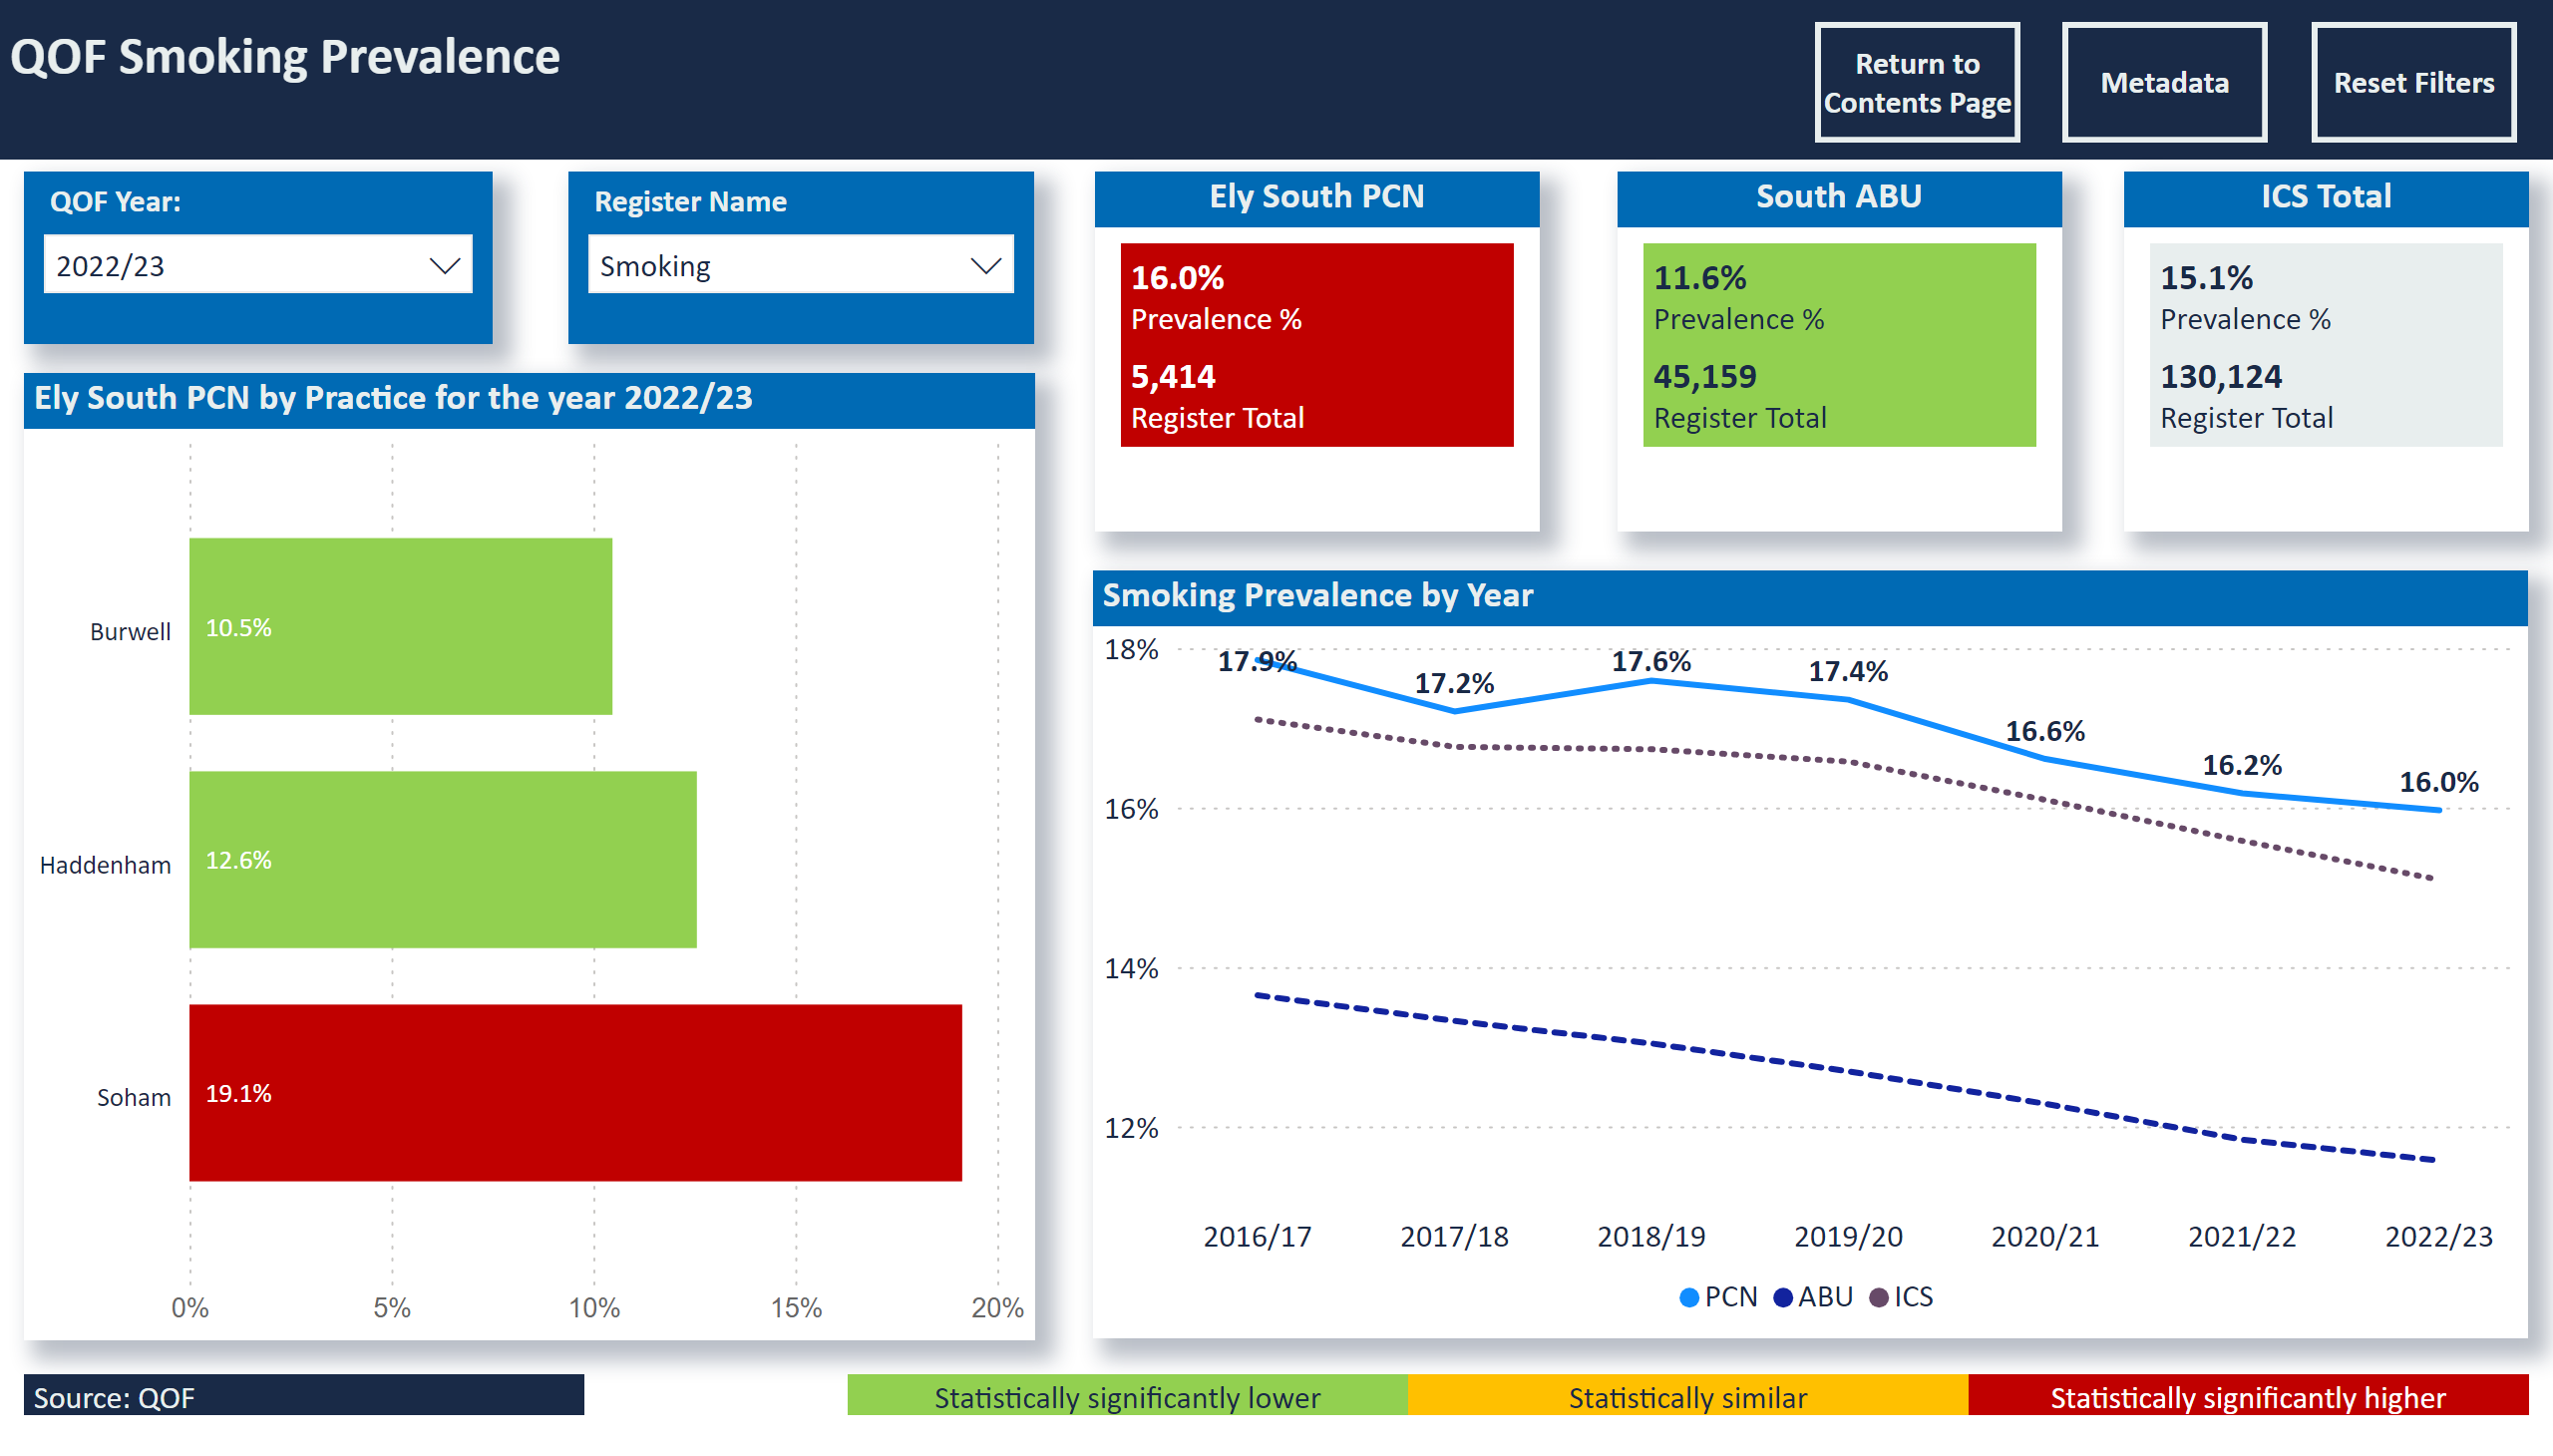 QOF Smoking Prevalence
Return to
Contents Page
Metadata
Reset Filters
QOF Year:
2022/23
Register Name
Smoking
Ely South PCN
16.0%
Prevalence %
5,414
Register Total
South ABU
11.6%
Prevalence %
45,159
Register Total
ICS Total
15.1%
Prevalence %
130,124
Register Total
Ely South PCN by Practice for the year 2022/23
Burwell
10.5%
Haddenham
12.6%
Soham
19.1%
0%
5%
10%
15%
20%
Smoking Prevalence by Year
18%
16%
14%
12%
17.9%
17.2%
17.6%
17.4%
16.6%
16.2%
16.0%
2016/17
2017/18
2018/19
2019/20
2020/21
2021/22
2022/23
PCN
ABU
ICS
Source: QOF
Statistically significantly lower
Statistically similar
Statistically significantly higher